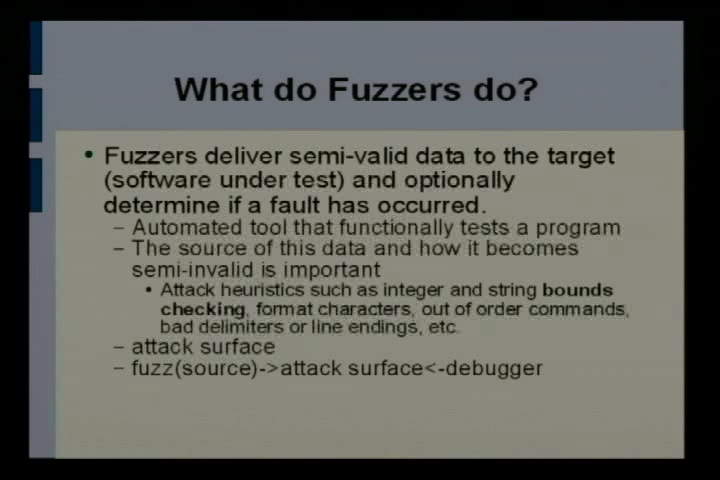 What do Fuzzers do?
• Fuzzers deliver semi-valid data to the target
(software under test) and optionally
determine if a fault has occurred.
– Automated tool that functionally tests a program
– The source of this data and how it becomes
semi-invalid is important
• Attack heuristics such as integer and string bounds
checking, format characters, out of order commands,
bad delimiters or line endings, etc.
– attack surface
– fuzz(source)->attack surface<-debugger